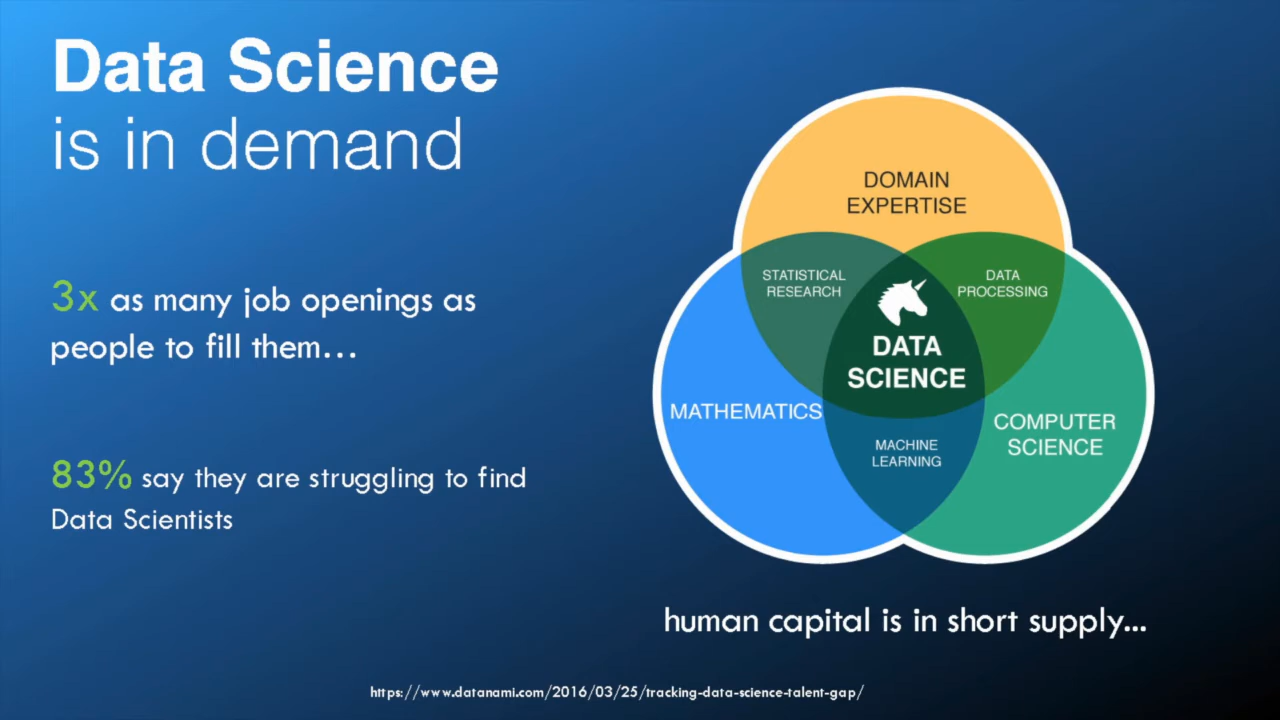 Data Science
is in demand
3x as many job openings as
people to fill them...
83% say they are struggling to find
Data Scientists
DOMAIN
EXPERTISE
STATISTICAL
RESEARCH
DATA
PROCESSING
DATA
SCIENCE
MATHEMATICS
COMPUTER
SCIENCE
MACHINE
LEARNING
human capital is in short supply...
https://www.datanami.com/2016/03/25/tracking-data-science-talent-gap/